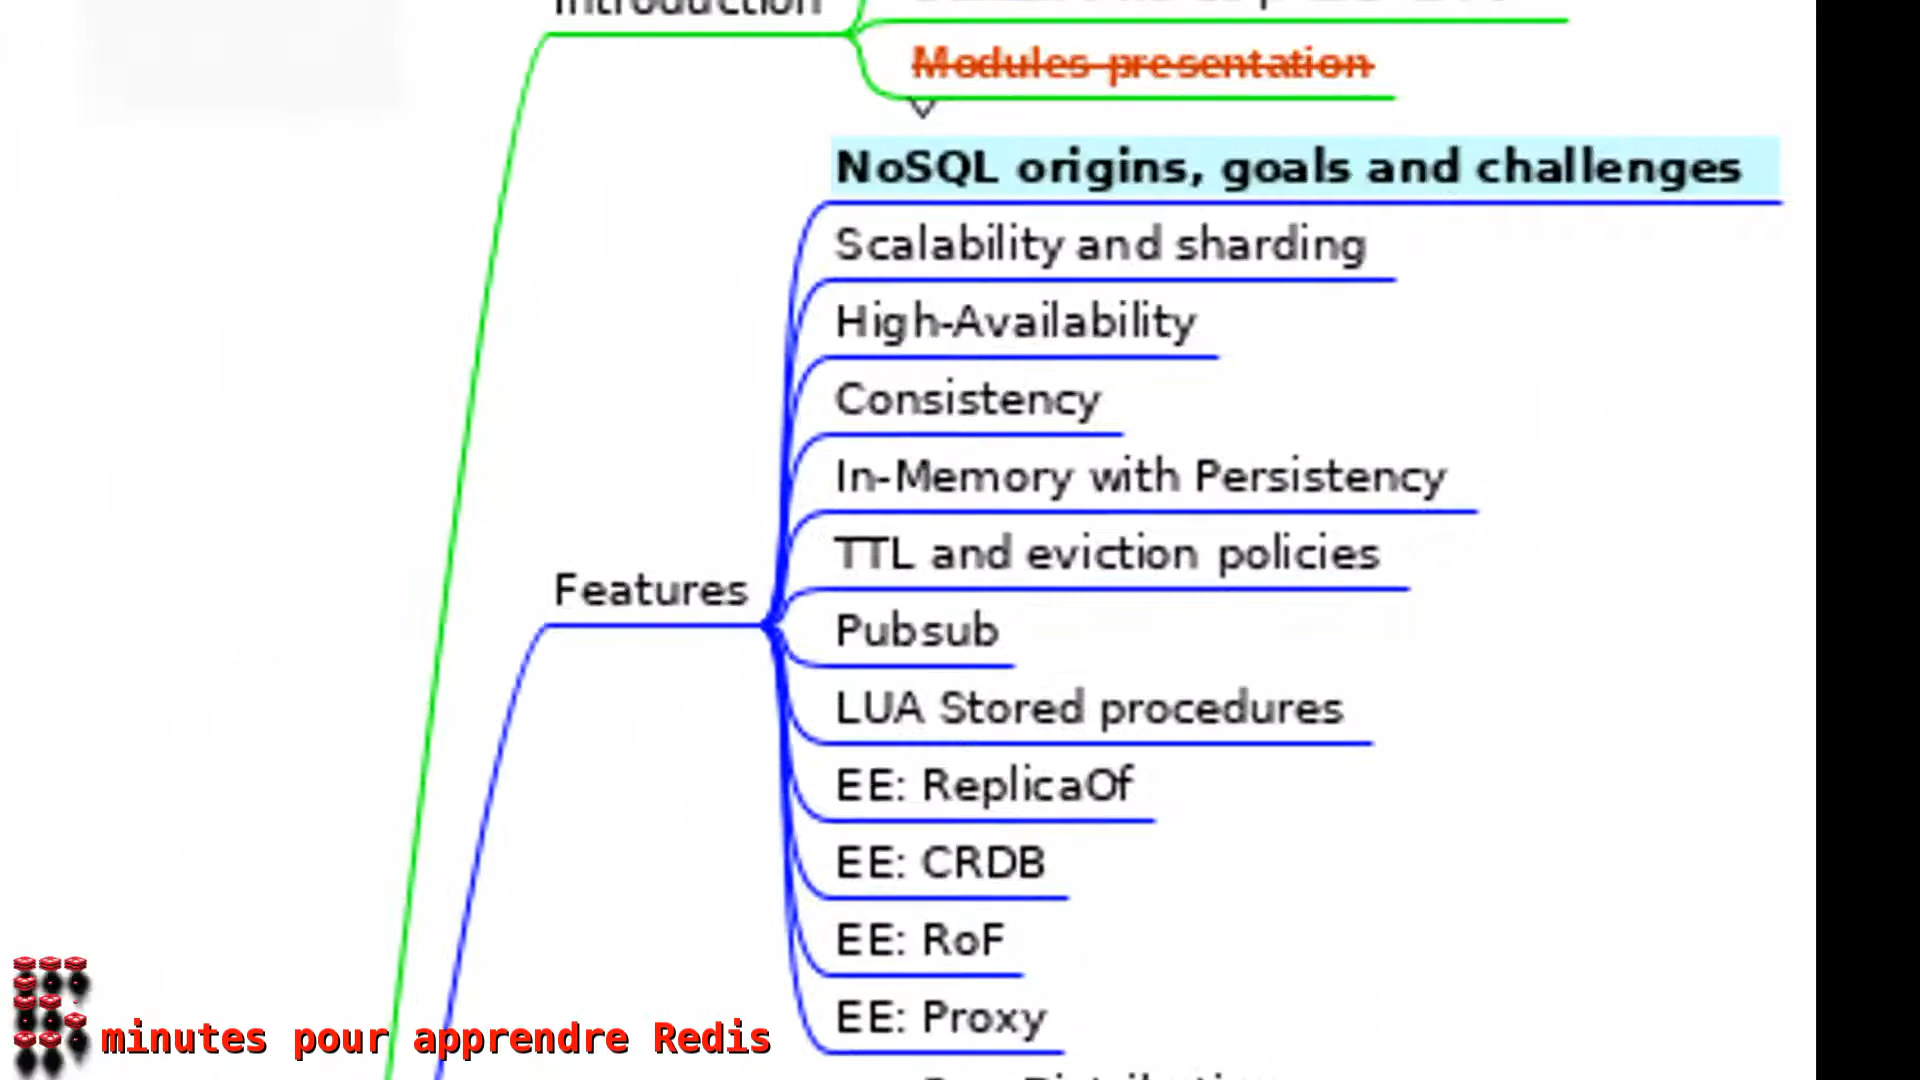 Introduction
Modules presentation
NoSQL origins, goals and challenges
Scalability and sharding
High-Availability
Consistency
In-Memory with Persistency
TTL and eviction policies
Features
Pubsub
LUA Stored procedures
EE: ReplicaOf
EE: CRDB
EE: RoF
EE: Proxy
minutes pour apprendre Redis